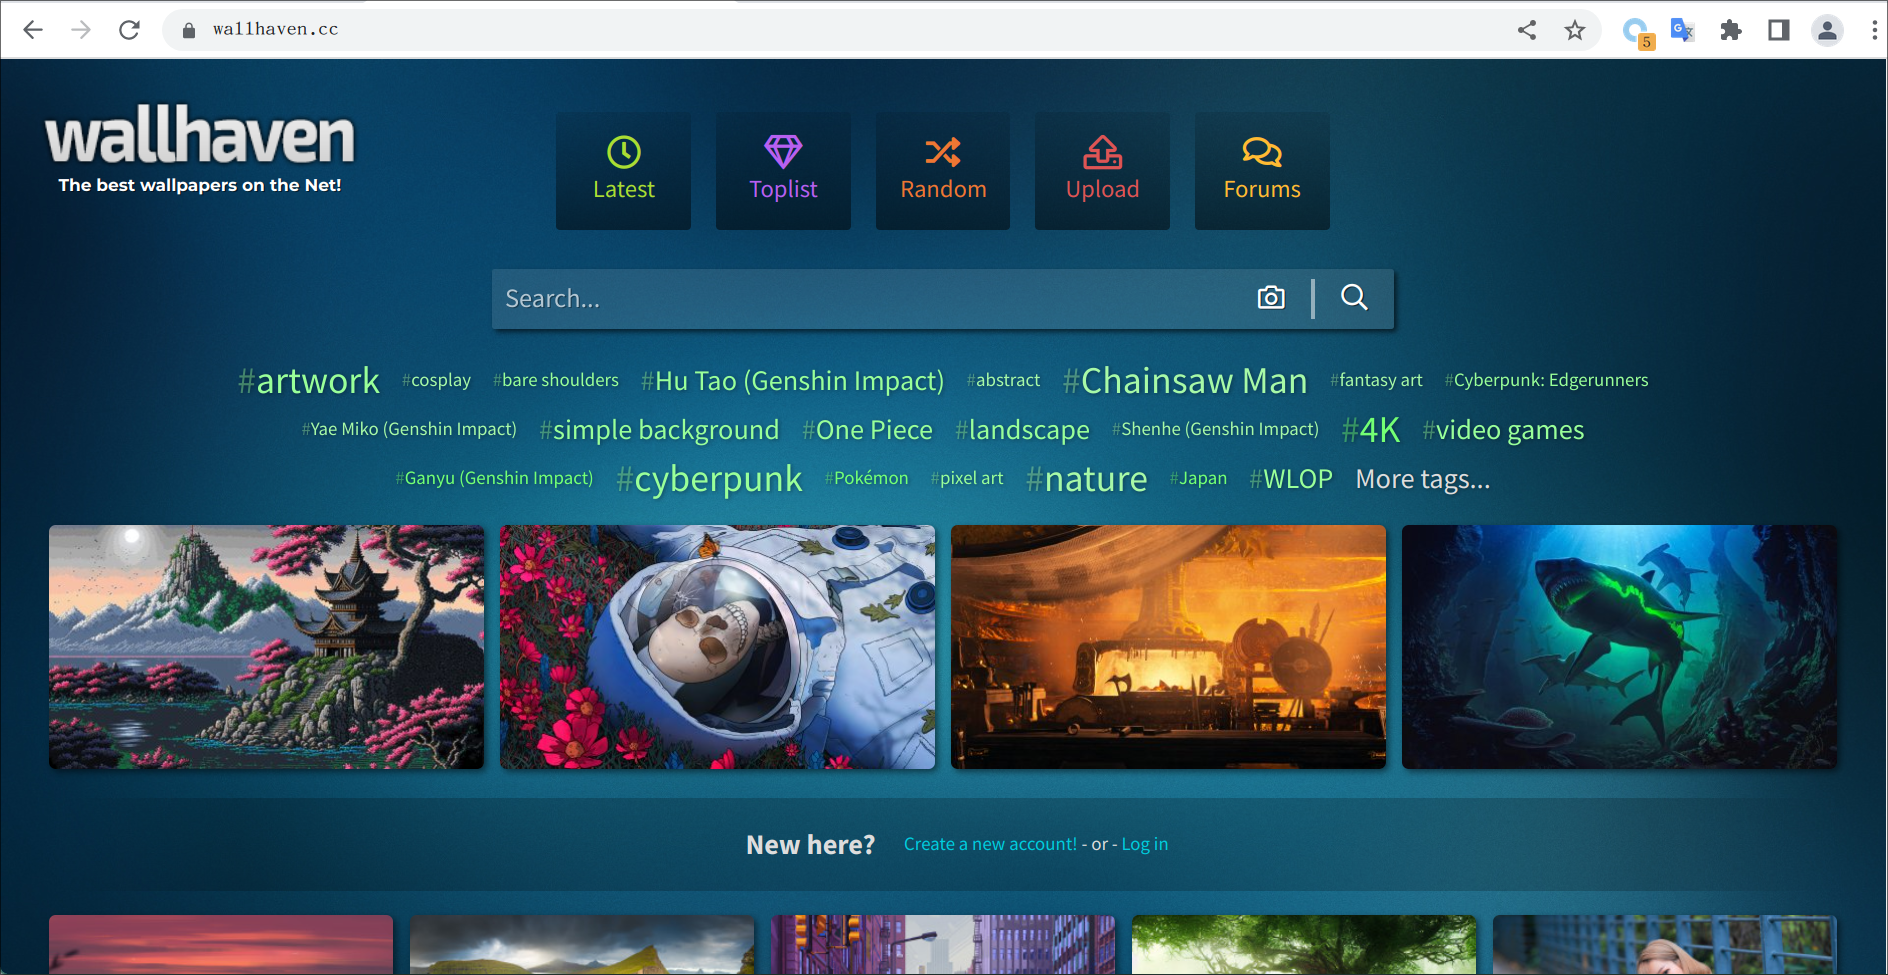 wallhaven.cc
5
wallhaven
The best wallpapers on the Net!
Latest Toplist Random Upload Forums
Search...
#artwork #cosplay #bare shoulders #Hu Tao (Genshin Impact) #abstract #Chainsaw Man #fantasy art #Cyberpunk: Edgerunners
#Yae Miko (Genshin Impact) #simple background #One Piece #landscape #Shenhe (Genshin Impact) #4K #video games
#Ganyu (Genshin Impact) #cyberpunk #Pokémon #pixel art #nature #Japan #WLOP More tags...
New here? Create a new account! - or - Log in